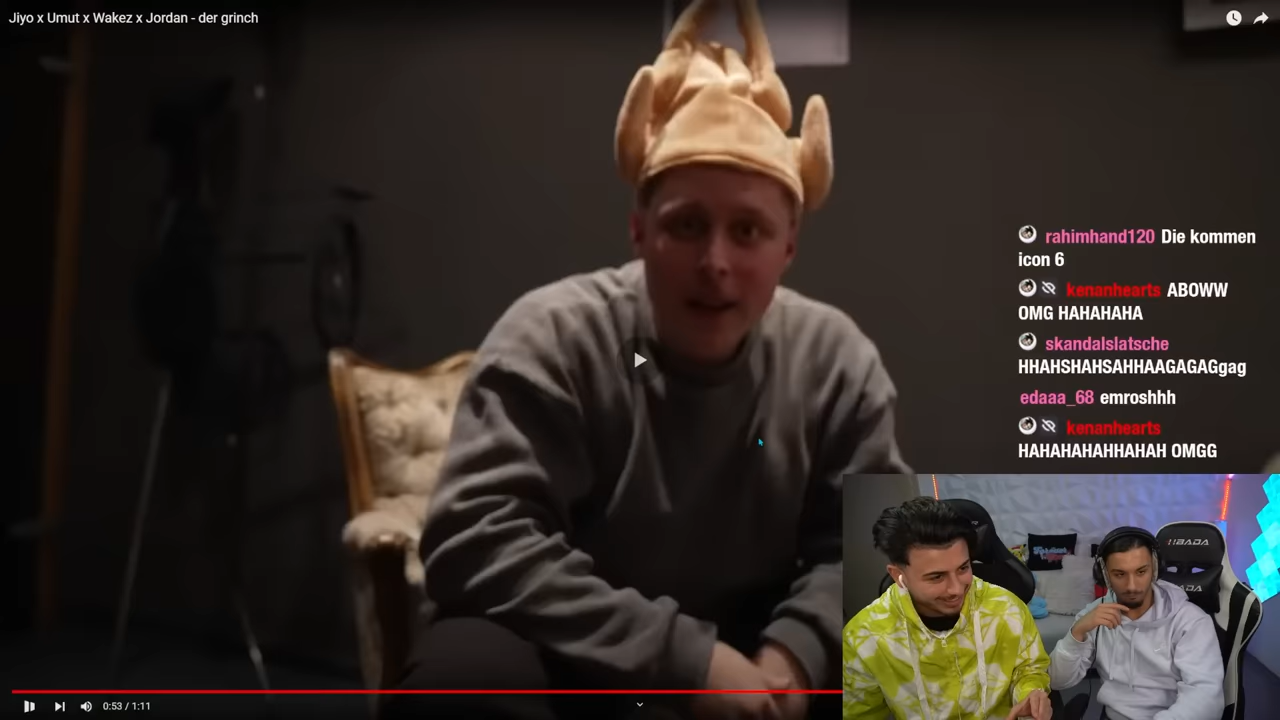 Jiyo x Umut x Wakez x Jordan - der grinch
rahimhand120 Die kommen
icon 6
kenanhearts ABOWW
OMG HAHAHAHA
skandalslatsche
HHAHSHAHSAHHAAGAGAGgag
edaaa_68 emroshhh
kenanhearts
HAHAHAHAHHAHAH OMGG
IIBADA
0:53 / 1:11